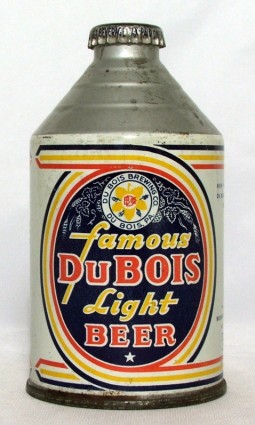 DU BOIS BREWING CO.
DU BOIS, PA.
famous
DuBOIS
Light
BEER